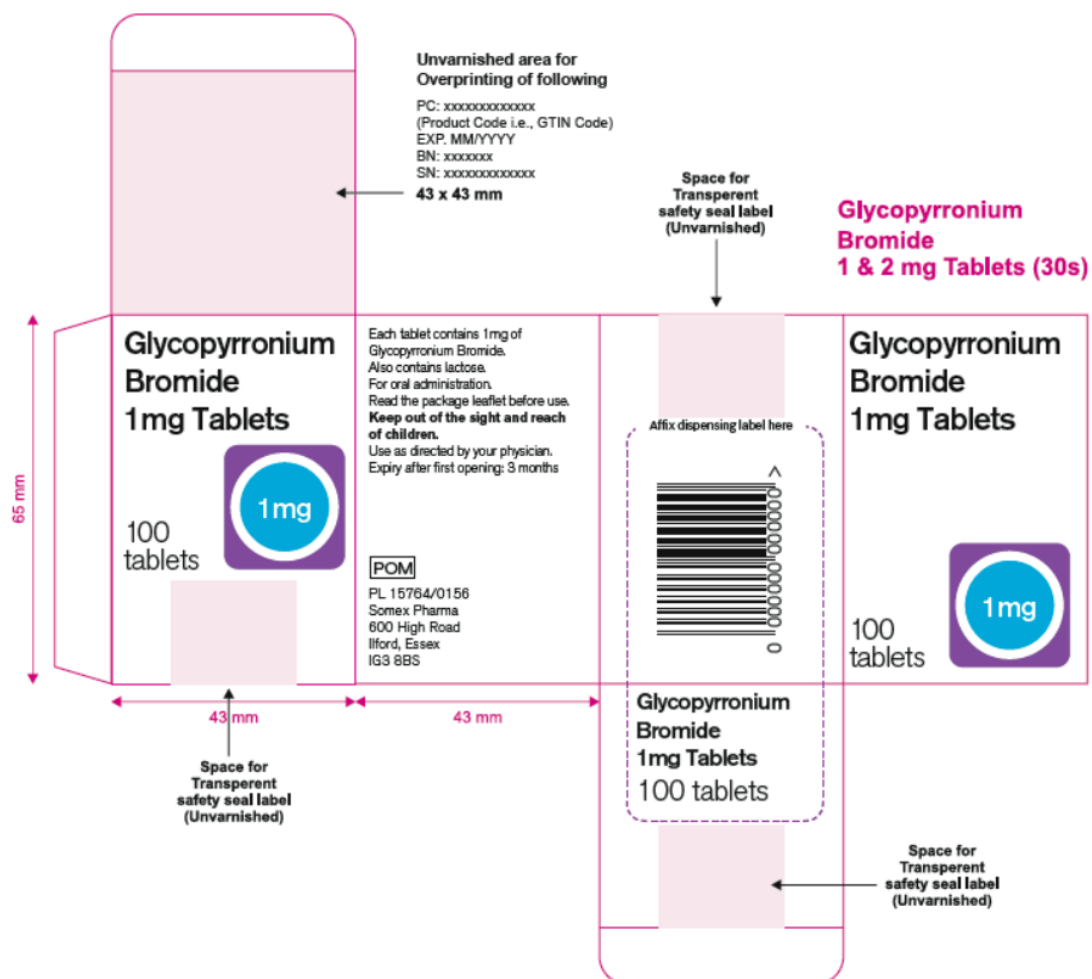 Unvarnished area for
Overprinting of following
PC: xxxxxxxxxxxxx
(Product Code i.e., GTIN Code)
EXP. MM/YYYY
BN: xxxxxxx
SN: xxxxxxxxxxxxx
43 x 43 mm
Space for
Transperent
safety seal label
(Unvarnished)
Glycopyrronium
Bromide
1 & 2 mg Tablets (30s)
65 mm
Glycopyrronium
Bromide
1mg Tablets
1mg
100
tablets
Each tablet contains 1mg of
Glycopyrronium Bromide.
Also contains lactose.
For oral administration.
Read the package leaflet before use.
Keep out of the sight and reach
of children.
Use as directed by your physician.
Expiry after first opening: 3 months
POM
PL 15764/0156
Somex Pharma
600 High Road
Ilford, Essex
IG3 8BS
Affix dispensing label here
0 000000 000000 >
Glycopyrronium
Bromide
1mg Tablets
100 tablets
Glycopyrronium
Bromide
1mg Tablets
1mg
100
tablets
43 mm
43 mm
Space for
Transperent
safety seal label
(Unvarnished)
Space for
Transperent
safety seal label
(Unvarnished)